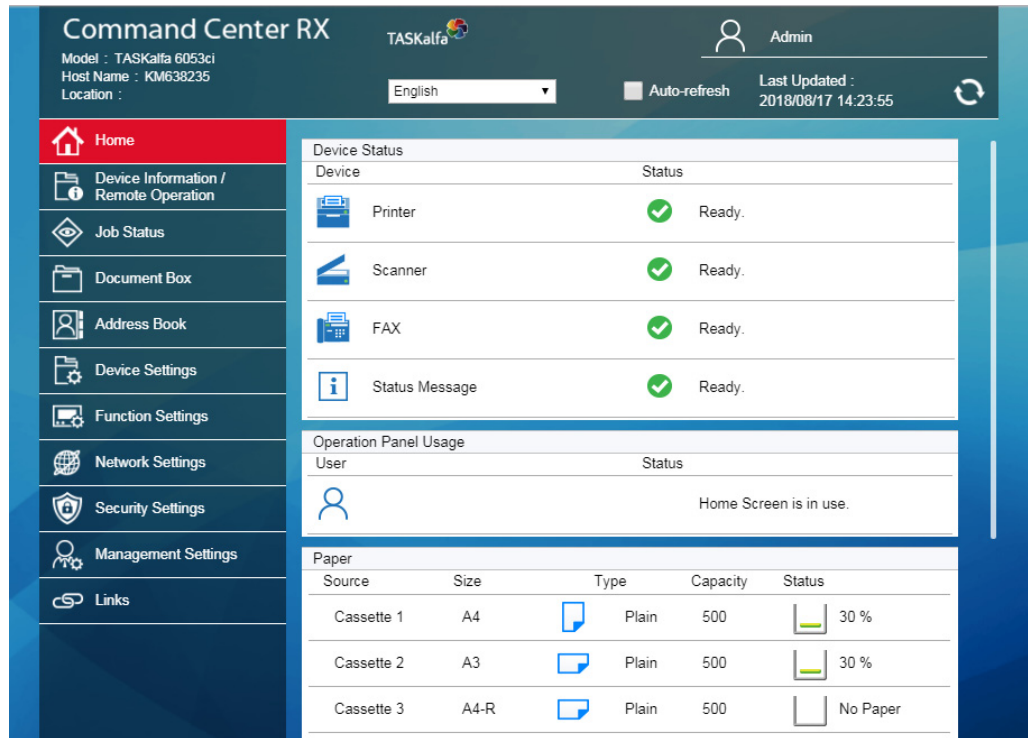 Command Center RX
Model : TASKalfa 6053ci
Host Name : KM638235
Location :
TASKalfa
Admin
English
Auto-refresh
Last Updated :
2018/08/17 14:23:55
Home
Device Information /
Remote Operation
Job Status
Document Box
Address Book
Device Settings
Function Settings
Network Settings
Security Settings
Management Settings
Links
Device Status
Device Status
Printer Ready.
Scanner Ready.
FAX Ready.
Status Message Ready.
Operation Panel Usage
User Status
Home Screen is in use.
Paper
Source Size Type Capacity Status
Cassette 1 A4 Plain 500 30 %
Cassette 2 A3 Plain 500 30 %
Cassette 3 A4-R Plain 500 No Paper